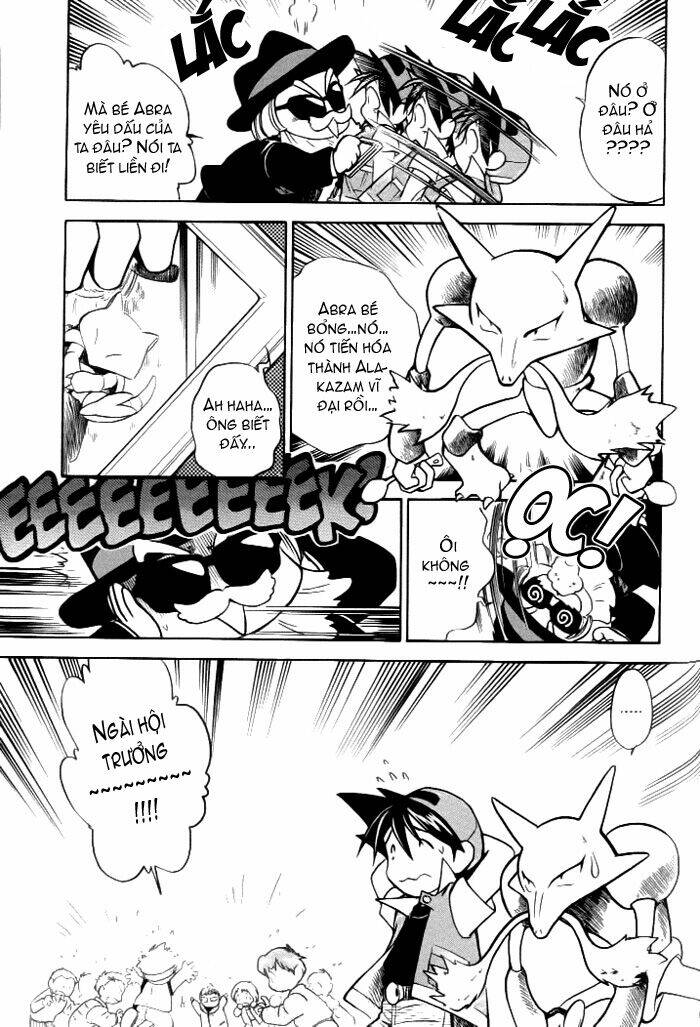 LẮC
LẮC
LẮC
LẮC
NÓ Ở
ĐÂU? Ở
ĐÂU HẢ
????
MÀ BÉ ABRA
YÊU DẤU CỦA
TA ĐÂU? NÓI TA
BIẾT LIỀN ĐI!
ABRA BÉ
BỎNG...NÓ...
NÓ TIẾN HÓA
THÀNH ALA-
KAZAM VĨ
ĐẠI RỒI...
AH HAHA...
ÔNG BIẾT
ĐẤY..
ỌC!
ÔI
KHÔNG
~~~!!
EEEEEEEEEEK!
......
NGÀI HỘI
TRƯỞNG
~~~~~~~~~
!!!!